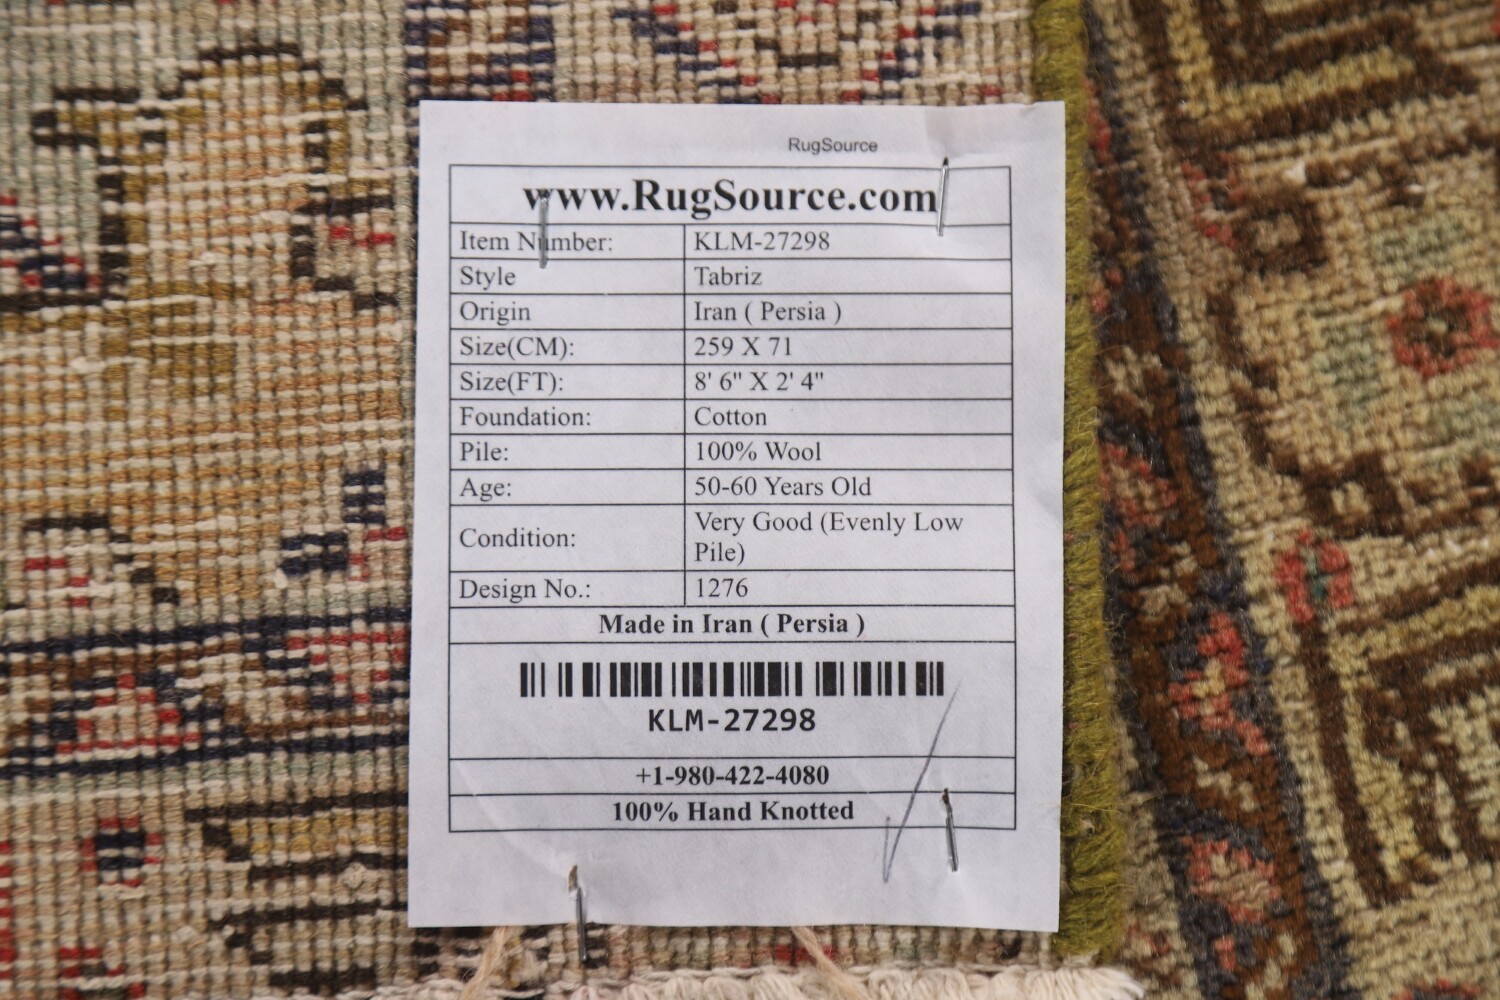 RugSource
www.RugSource.com
Item Number: KLM-27298
Style Tabriz
Origin Iran ( Persia )
Size(CM): 259 X 71
Size(FT): 8' 6" X 2' 4"
Foundation: Cotton
Pile: 100% Wool
Age: 50-60 Years Old
Condition: Very Good (Evenly Low
Pile)
Design No.: 1276
Made in Iran ( Persia )
KLM-27298
+1-980-422-4080
100% Hand Knotted